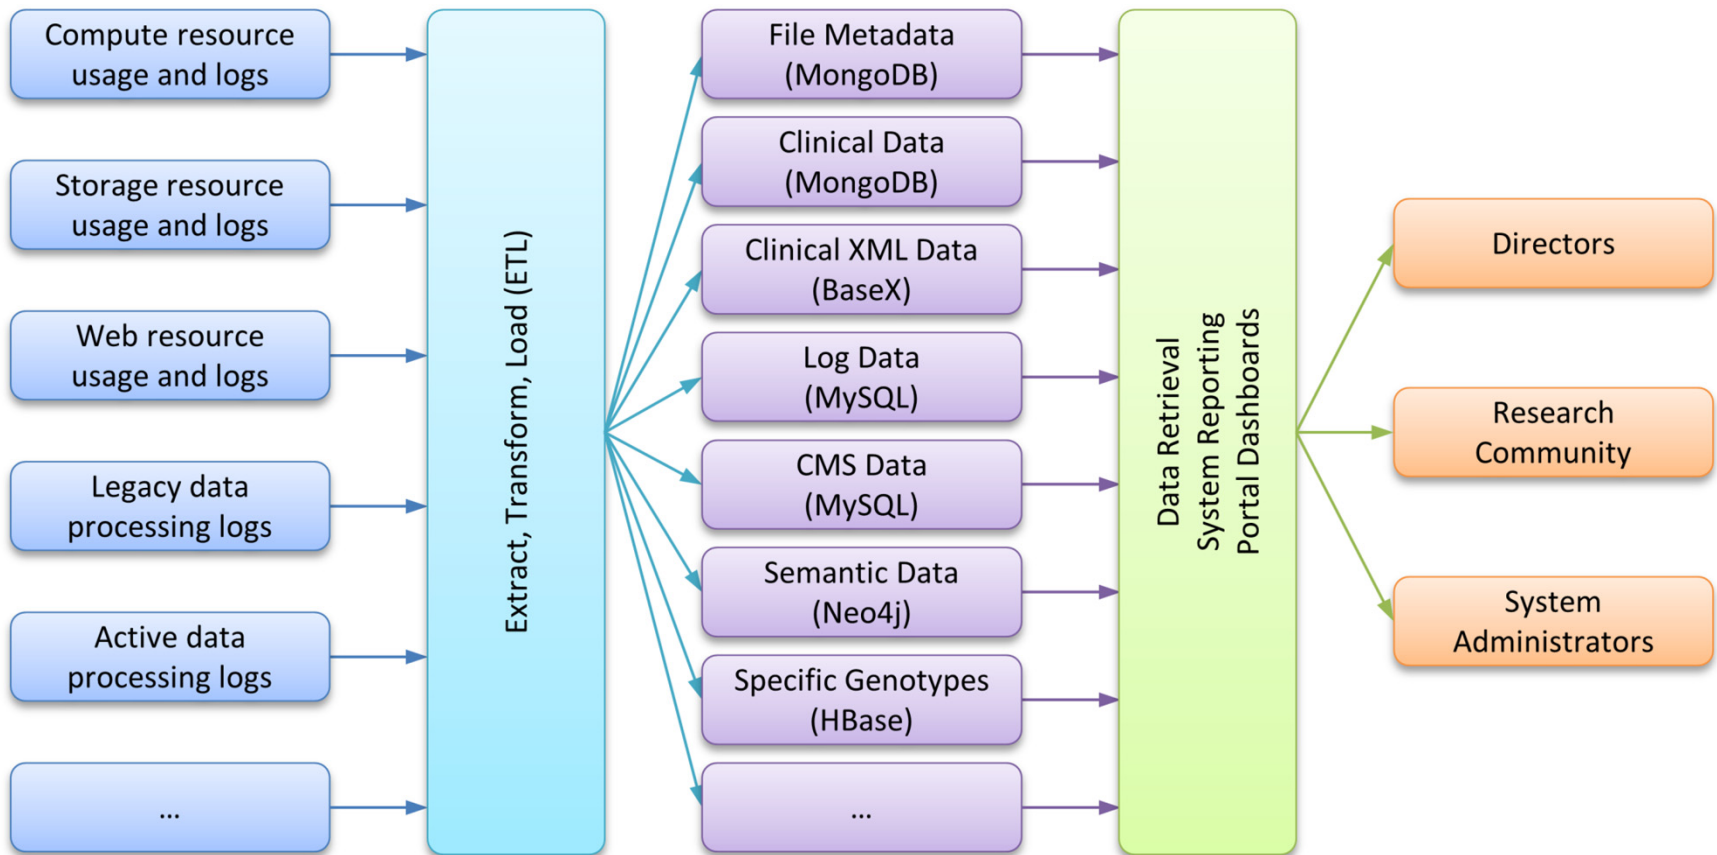 Compute resource
usage and logs
Storage resource
usage and logs
Web resource
usage and logs
Legacy data
processing logs
Active data
processing logs
...
Extract, Transform, Load (ETL)
File Metadata
(MongoDB)
Clinical Data
(MongoDB)
Clinical XML Data
(BaseX)
Log Data
(MySQL)
CMS Data
(MySQL)
Semantic Data
(Neo4j)
Specific Genotypes
(HBase)
...
Data Retrieval
System Reporting
Portal Dashboards
Directors
Research
Community
System
Administrators